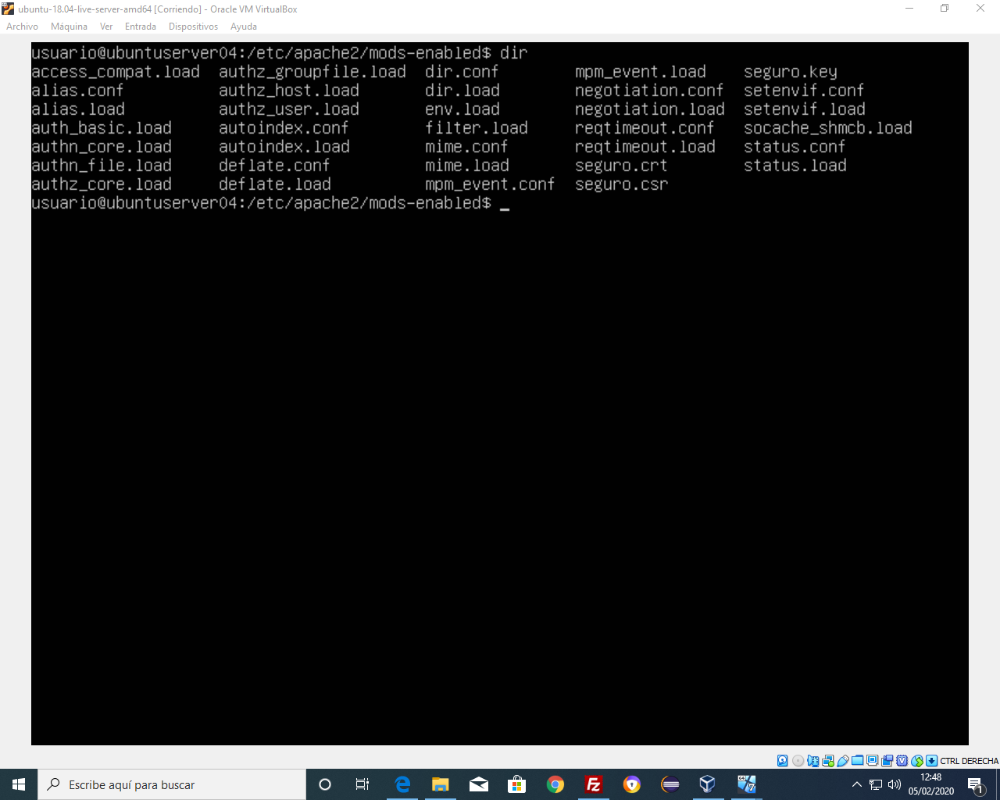 ubuntu-18.04-live-server-amd64 [Corriendo] - Oracle VM VirtualBox
Archivo Máquina Ver Entrada Dispositivos Ayuda
usuario@ubuntuserver04:/etc/apache2/mods-enabled$ dir
access_compat.load authz_groupfile.load dir.conf mpm_event.load seguro.key
alias.conf authz_host.load dir.load negotiation.conf setenvif.conf
alias.load authz_user.load env.load negotiation.load setenvif.load
auth_basic.load autoindex.conf filter.load reqtimeout.conf socache_shmcb.load
authn_core.load autoindex.load mime.conf reqtimeout.load status.conf
authn_file.load deflate.conf mime.load seguro.crt status.load
authz_core.load deflate.load mpm_event.conf seguro.csr
usuario@ubuntuserver04:/etc/apache2/mods-enabled$ _
CTRL DERECHA
Escribe aquí para buscar
12:48
05/02/2020
1